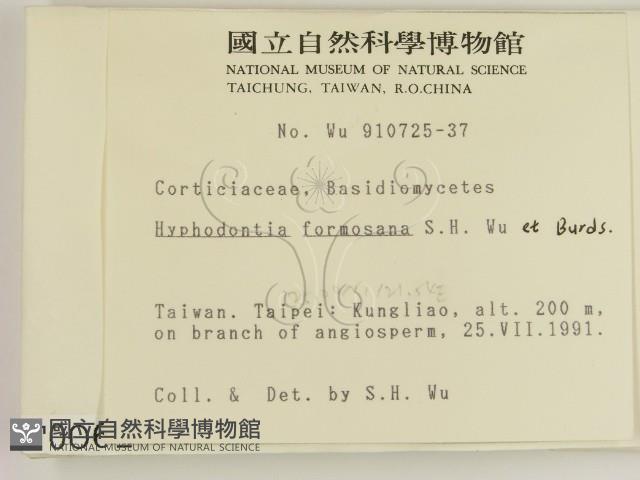 國立自然科學博物館
NATIONAL MUSEUM OF NATURAL SCIENCE
TAICHUNG, TAIWAN, R.O.CHINA
No. Wu 910725-37
Corticiaceae, Basidiomycetes
Hyphodontia formosana S.H. Wu et Burds.
Taiwan. Taipei: Kungliao, alt. 200 m,
on branch of angiosperm, 25.VII.1991.
Coll. & Det. by S.H. Wu
國立自然科學博物館
NATIONAL MUSEUM OF NATURAL SCIENCE